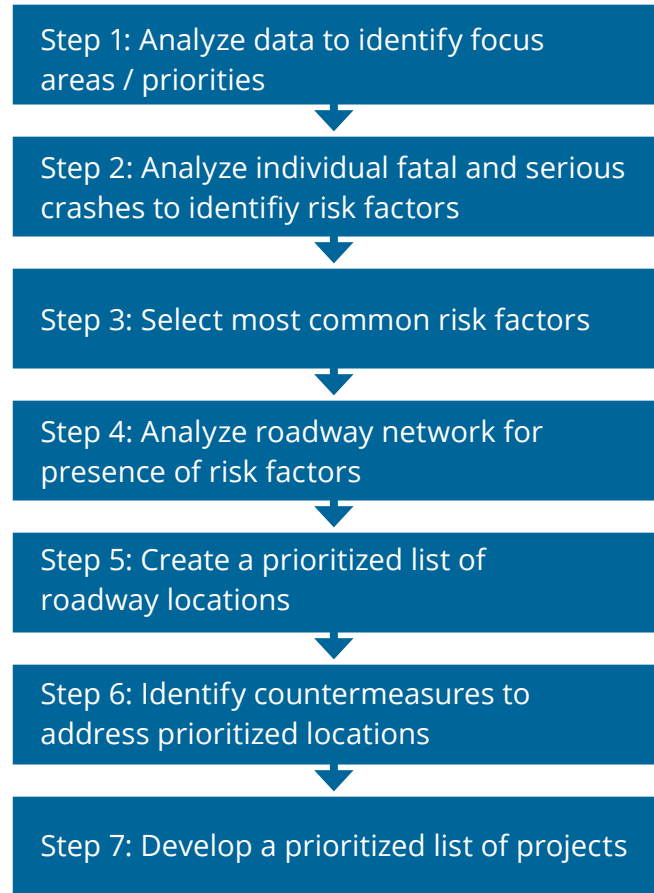 Step 1: Analyze data to identify focus
areas / priorities
Step 2: Analyze individual fatal and serious
crashes to identifiy risk factors
Step 3: Select most common risk factors
Step 4: Analyze roadway network for
presence of risk factors
Step 5: Create a prioritized list of
roadway locations
Step 6: Identify countermeasures to
address prioritized locations
Step 7: Develop a prioritized list of projects